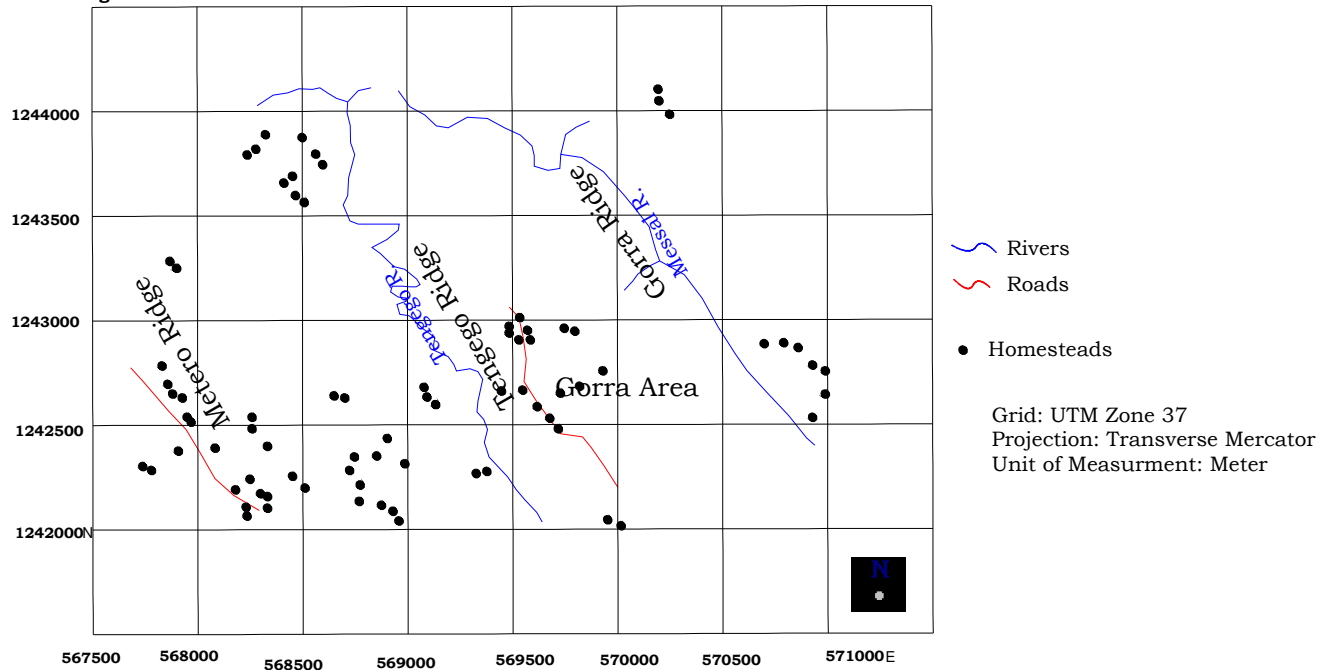 1244000
1243500
1243000
1242500
1242000N
567500
568000
568500
569000
569500
570000
570500
571000E
Metero Ridge
Tengego R.
Tengego Ridge
Gorra Ridge
Messal R.
Gorra Area
N
Rivers
Roads
Homesteads
Grid: UTM Zone 37
Projection: Transverse Mercator
Unit of Measurment: Meter